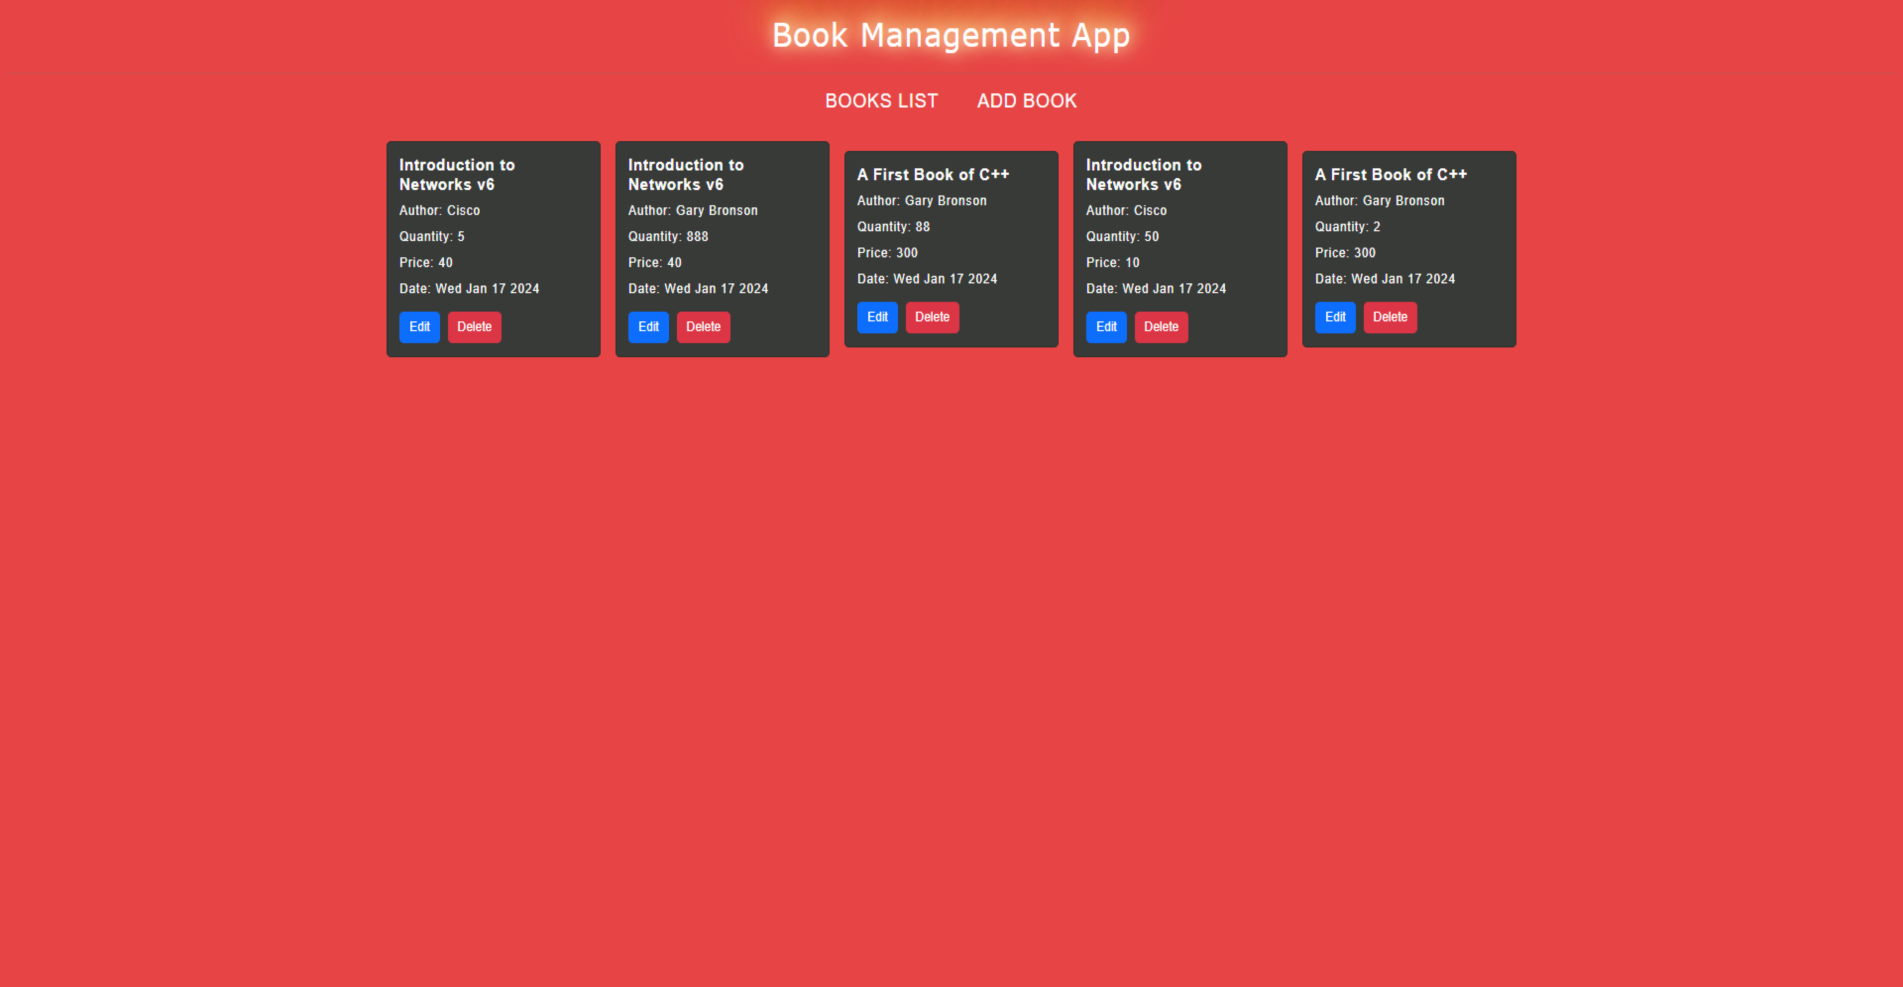 Book Management App
BOOKS LIST
ADD BOOK
Introduction to
Networks v6
Author: Cisco
Quantity: 5
Price: 40
Date: Wed Jan 17 2024
Edit
Delete
Introduction to
Networks v6
Author: Gary Bronson
Quantity: 888
Price: 40
Date: Wed Jan 17 2024
Edit
Delete
A First Book of C++
Author: Gary Bronson
Quantity: 88
Price: 300
Date: Wed Jan 17 2024
Edit
Delete
Introduction to
Networks v6
Author: Cisco
Quantity: 50
Price: 10
Date: Wed Jan 17 2024
Edit
Delete
A First Book of C++
Author: Gary Bronson
Quantity: 2
Price: 300
Date: Wed Jan 17 2024
Edit
Delete